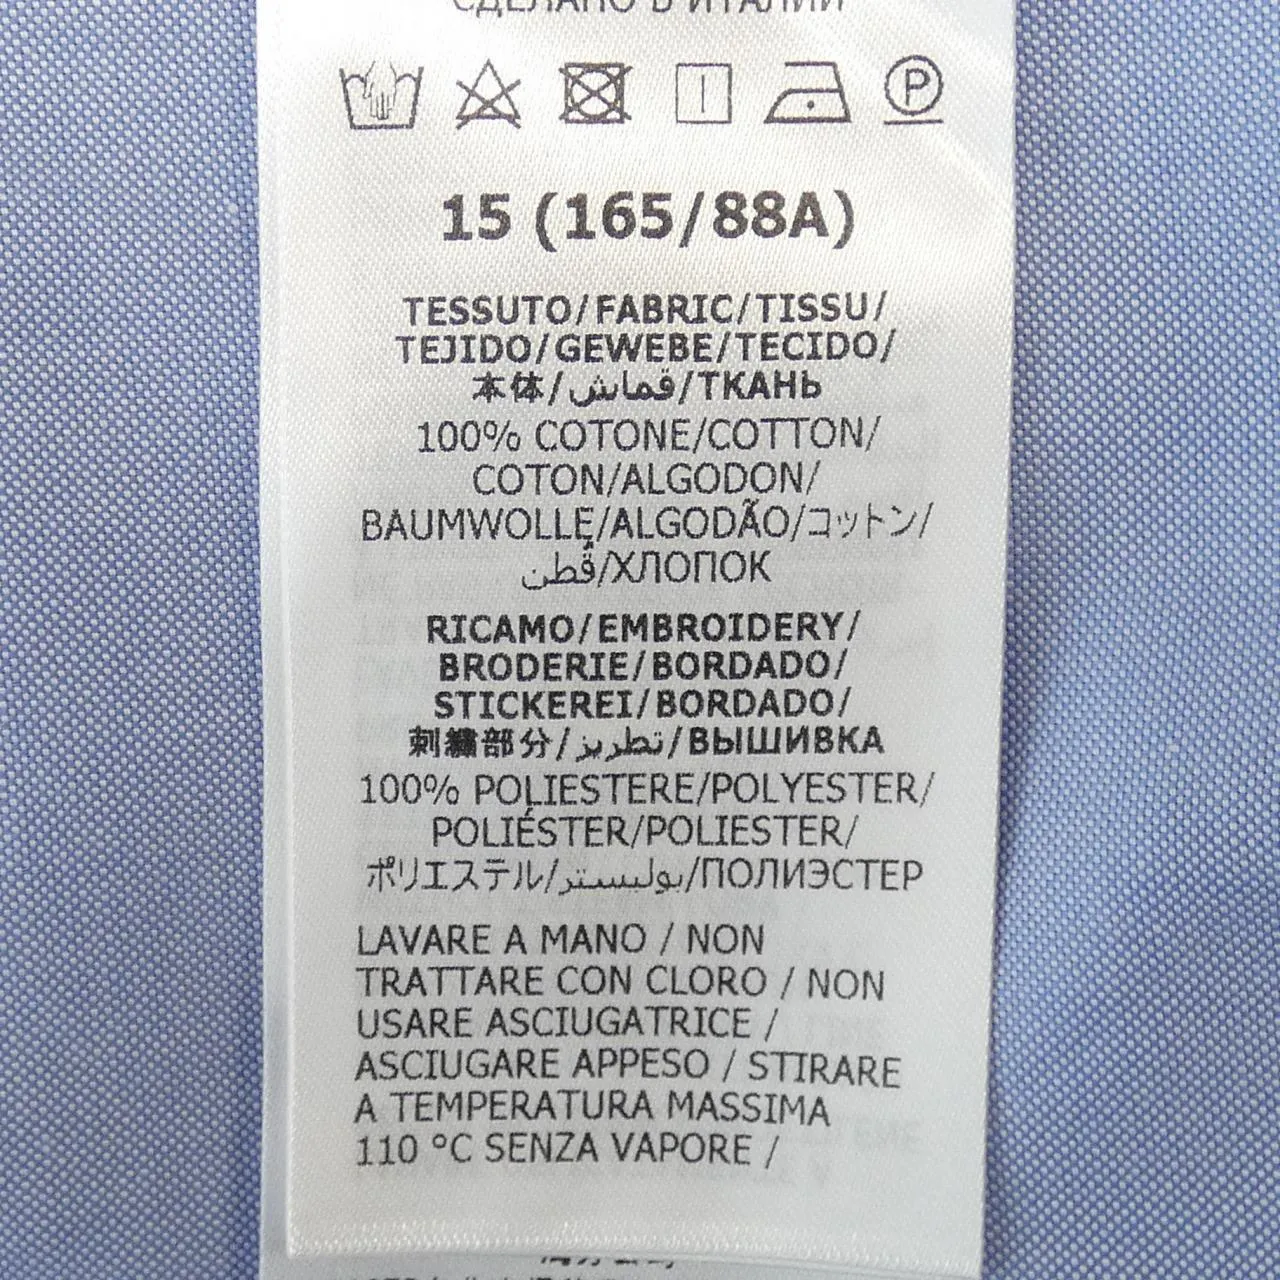 СДЕЛАНО В ИТАЛИИ
P
15 (165/88A)
TESSUTO/FABRIC/TISSU/
TEJIDO/GEWEBE/TECIDO/
本体/قماش/ТКАНЬ
100% COTONE/COTTON/
COTON/ALGODON/
BAUMWOLLE/ALGODÃO/コットン/
قُطن/ХЛОПОК
RICAMO/EMBROIDERY/
BRODERIE/BORDADO/
STICKEREI/BORDADO/
刺繍部分/تطريز/ВЫШИВКА
100% POLIESTERE/POLYESTER/
POLIÉSTER/POLIESTER/
ポリエステル/بوليستر/ПОЛИЭСТЕР
LAVARE A MANO / NON
TRATTARE CON CLORO / NON
USARE ASCIUGATRICE /
ASCIUGARE APPESO / STIRARE
A TEMPERATURA MASSIMA
110 °C SENZA VAPORE /